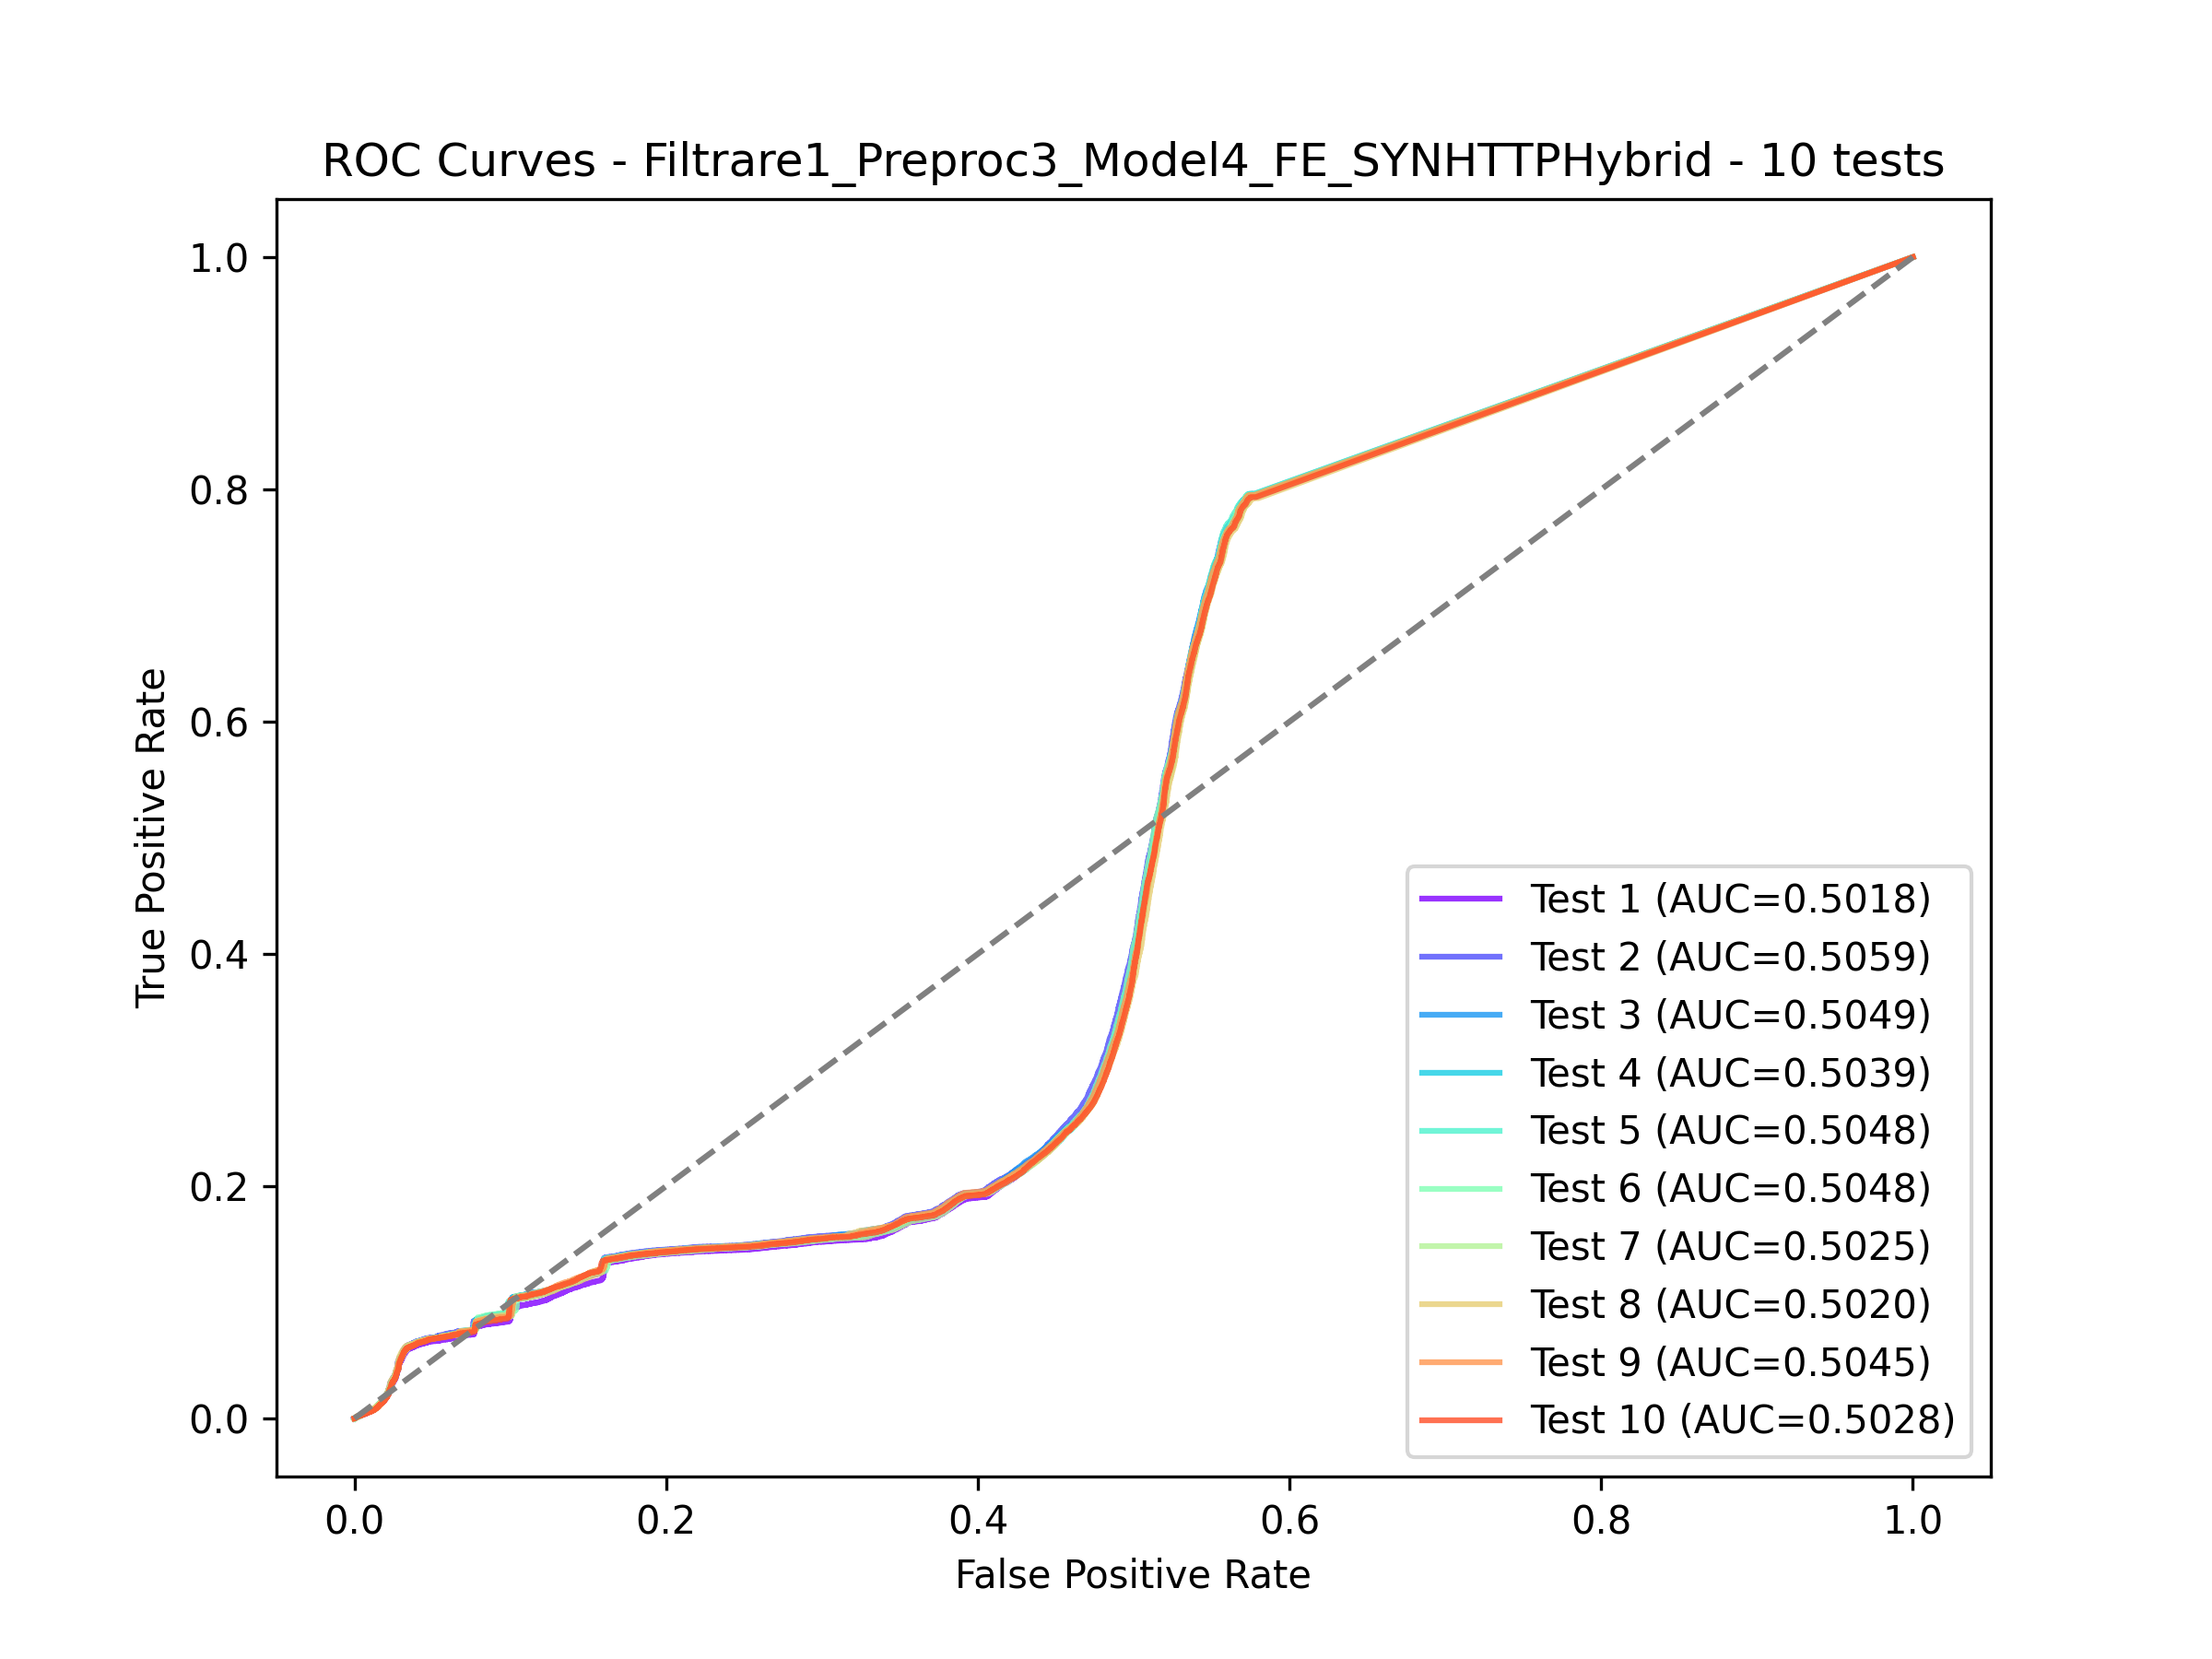 ROC Curves - Filtrare1_Preproc3_Model4_FE_SYNHTTPHybrid - 10 tests
True Positive Rate
1.0
0.8
0.6
0.4
0.2
0.0
Test 1 (AUC=0.5018)
Test 2 (AUC=0.5059)
Test 3 (AUC=0.5049)
Test 4 (AUC=0.5039)
Test 5 (AUC=0.5048)
Test 6 (AUC=0.5048)
Test 7 (AUC=0.5025)
Test 8 (AUC=0.5020)
Test 9 (AUC=0.5045)
Test 10 (AUC=0.5028)
0.0 0.2 0.4 0.6 0.8 1.0
False Positive Rate